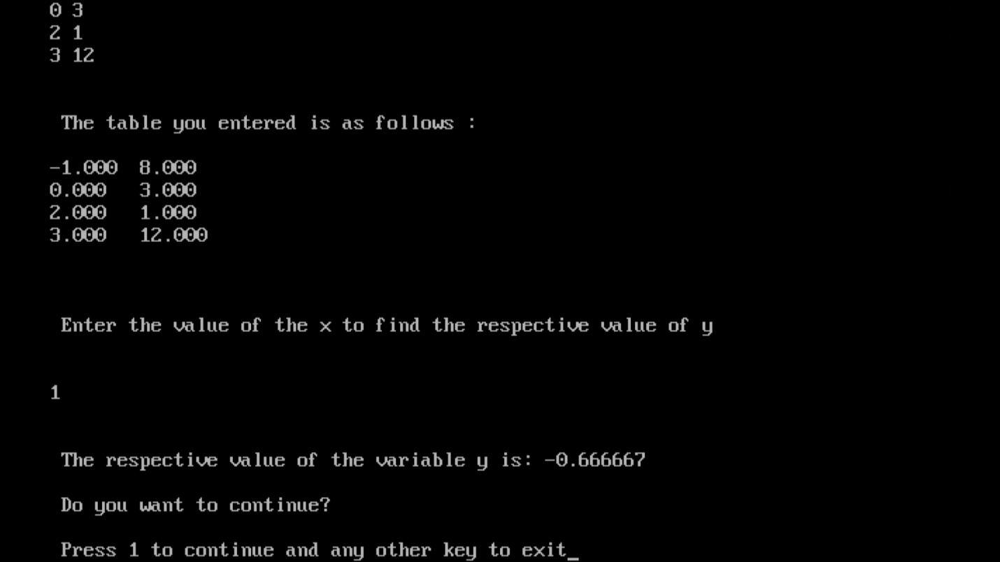 0 3
2 1
3 12
The table you entered is as follows :
-1.000 8.000
0.000 3.000
2.000 1.000
3.000 12.000
Enter the value of the x to find the respective value of y
1
The respective value of the variable y is: -0.666667
Do you want to continue?
Press 1 to continue and any other key to exit_